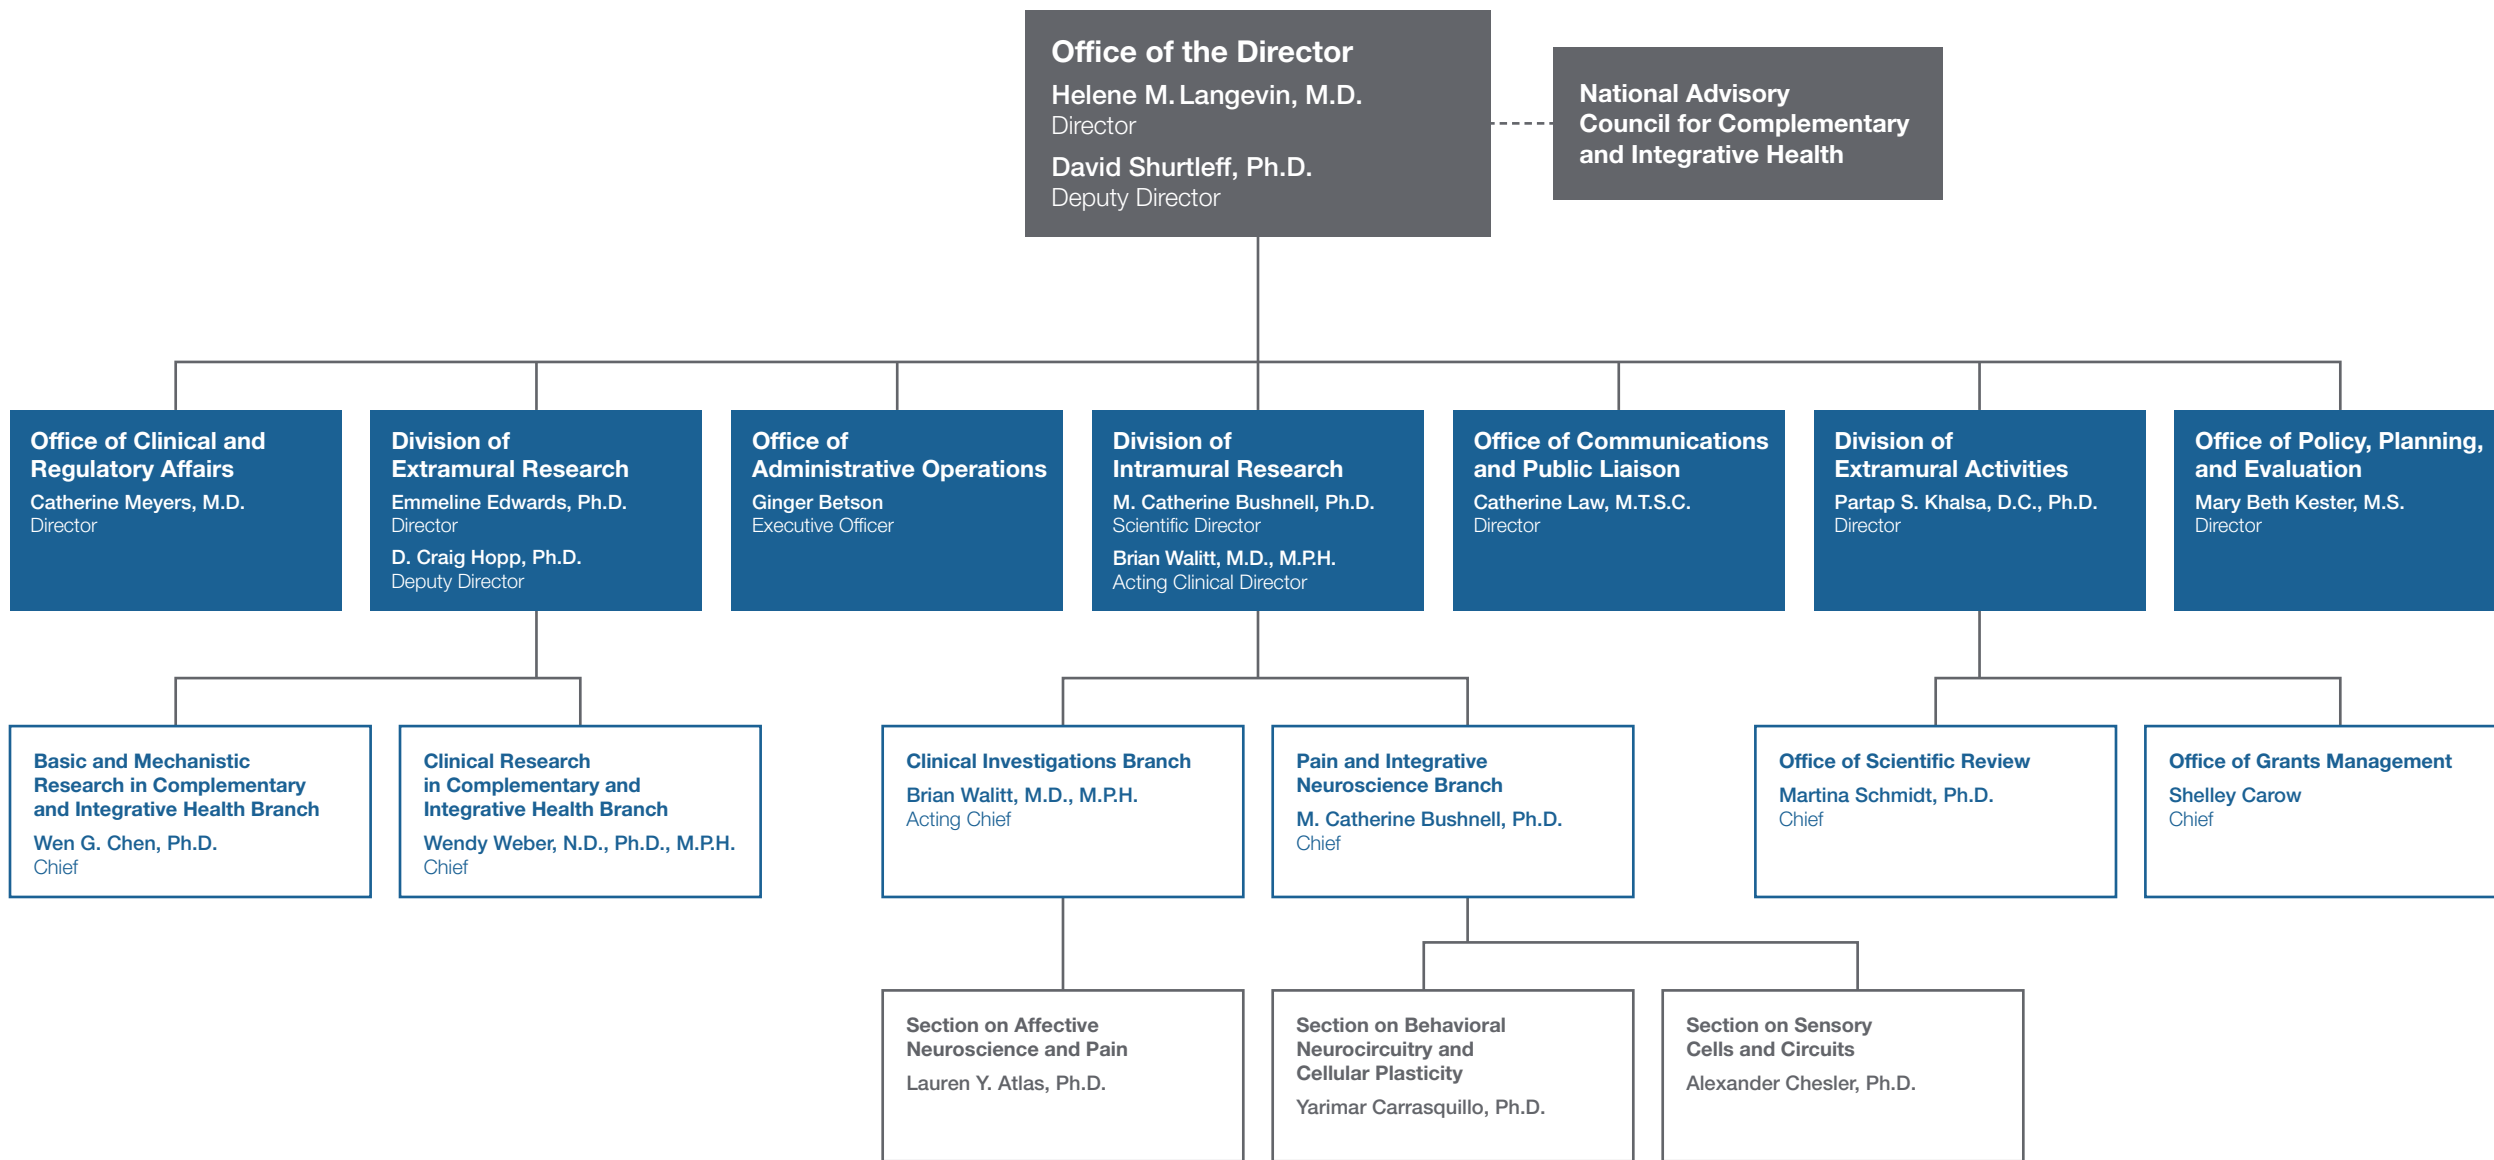 Office of the Director
Helene M. Langevin, M.D.
Director
David Shurtleff, Ph.D.
Deputy Director
National Advisory
Council for Complementary
and Integrative Health
Office of Clinical and
Regulatory Affairs
Catherine Meyers, M.D.
Director
Division of
Extramural Research
Emmeline Edwards, Ph.D.
Director
D. Craig Hopp, Ph.D.
Deputy Director
Office of
Administrative Operations
Ginger Betson
Executive Officer
Division of
Intramural Research
M. Catherine Bushnell, Ph.D.
Scientific Director
Brian Walitt, M.D., M.P.H.
Acting Clinical Director
Office of Communications
and Public Liaison
Catherine Law, M.T.S.C.
Director
Division of
Extramural Activities
Partap S. Khalsa, D.C., Ph.D.
Director
Office of Policy, Planning,
and Evaluation
Mary Beth Kester, M.S.
Director
Basic and Mechanistic
Research in Complementary
and Integrative Health Branch
Wen G. Chen, Ph.D.
Chief
Clinical Research
in Complementary and
Integrative Health Branch
Wendy Weber, N.D., Ph.D., M.P.H.
Chief
Clinical Investigations Branch
Brian Walitt, M.D., M.P.H.
Acting Chief
Pain and Integrative
Neuroscience Branch
M. Catherine Bushnell, Ph.D.
Chief
Office of Scientific Review
Martina Schmidt, Ph.D.
Chief
Office of Grants Management
Shelley Carow
Chief
Section on Affective
Neuroscience and Pain
Lauren Y. Atlas, Ph.D.
Section on Behavioral
Neurocircuitry and
Cellular Plasticity
Yarimar Carrasquillo, Ph.D.
Section on Sensory
Cells and Circuits
Alexander Chesler, Ph.D.